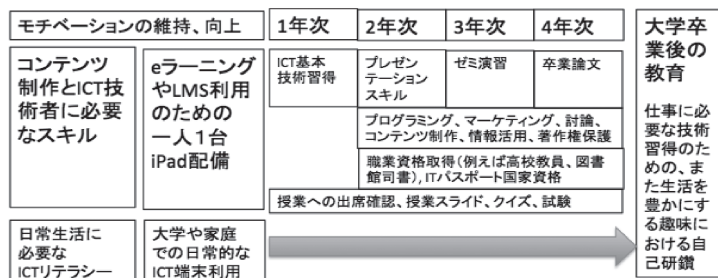 モチベーションの維持、向上
1年次
2年次
3年次
4年次
コンテンツ
制作とICT技
術者に必要
なスキル
eラーニング
やLMS利用
のための
一人1台
iPad配備
ICT基本
技術習得
プレゼン
テーション
スキル
ゼミ演習
卒業論文
プログラミング、マーケティング、討論、
コンテンツ制作、情報活用、著作権保護
職業資格取得(例えば高校教員、図書
館司書), ITパスポート国家資格
授業への出席確認、授業スライド、クイズ、試験
日常生活に
必要な
ICTリテラシー
大学や家庭
での日常的な
ICT端末利用
大学卒
業後の
教育
仕事に必
要な技術
習得のた
めの、ま
た生活を
豊かにす
る趣味に
おける自
己研鑽